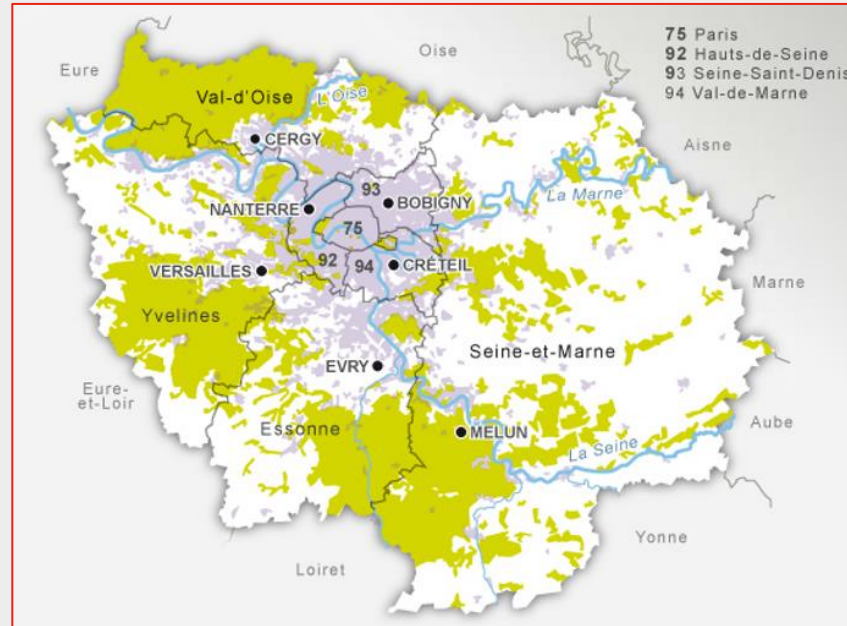 75 Paris
92 Hauts-de-Seine
93 Seine-Saint-Denis
94 Val-de-Marne
Oise
Eure
Val-d'Oise
L'Oise
CERGY
Aisne
93
La Marne
NANTERRE
BOBIGNY
75
92
94
CRÉTEIL
VERSAILLES
Marne
Yvelines
Seine-et-Marne
EVRY
Eure-
et-Loir
Essonne
MELUN
Aube
La Seine
Yonne
Loiret